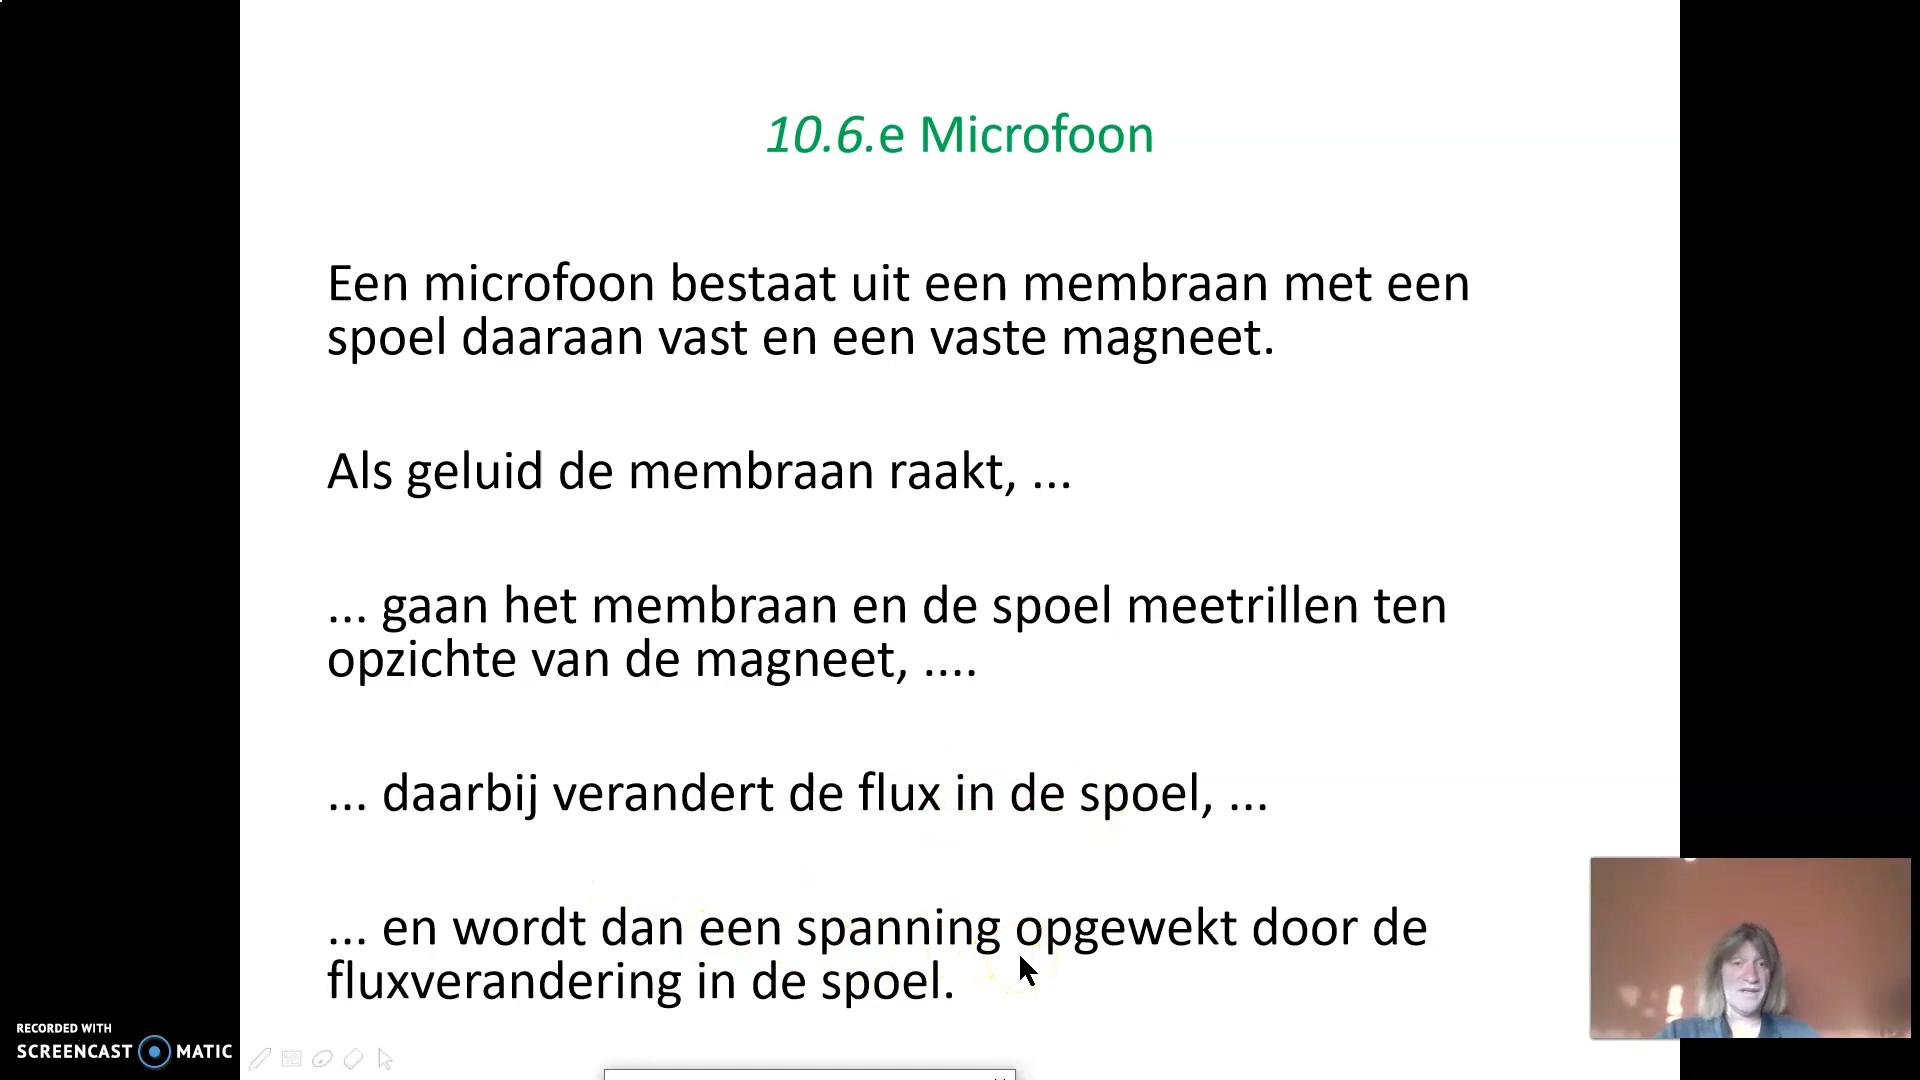 10.6.e Microfoon
Een microfoon bestaat uit een membraan met een
spoel daaraan vast en een vaste magneet.
Als geluid de membraan raakt, ...
... gaan het membraan en de spoel meetrillen ten
opzichte van de magneet, ....
... daarbij verandert de flux in de spoel, ...
... en wordt dan een spanning opgewekt door de
fluxverandering in de spoel.
RECORDED WITH
SCREENCAST MATIC